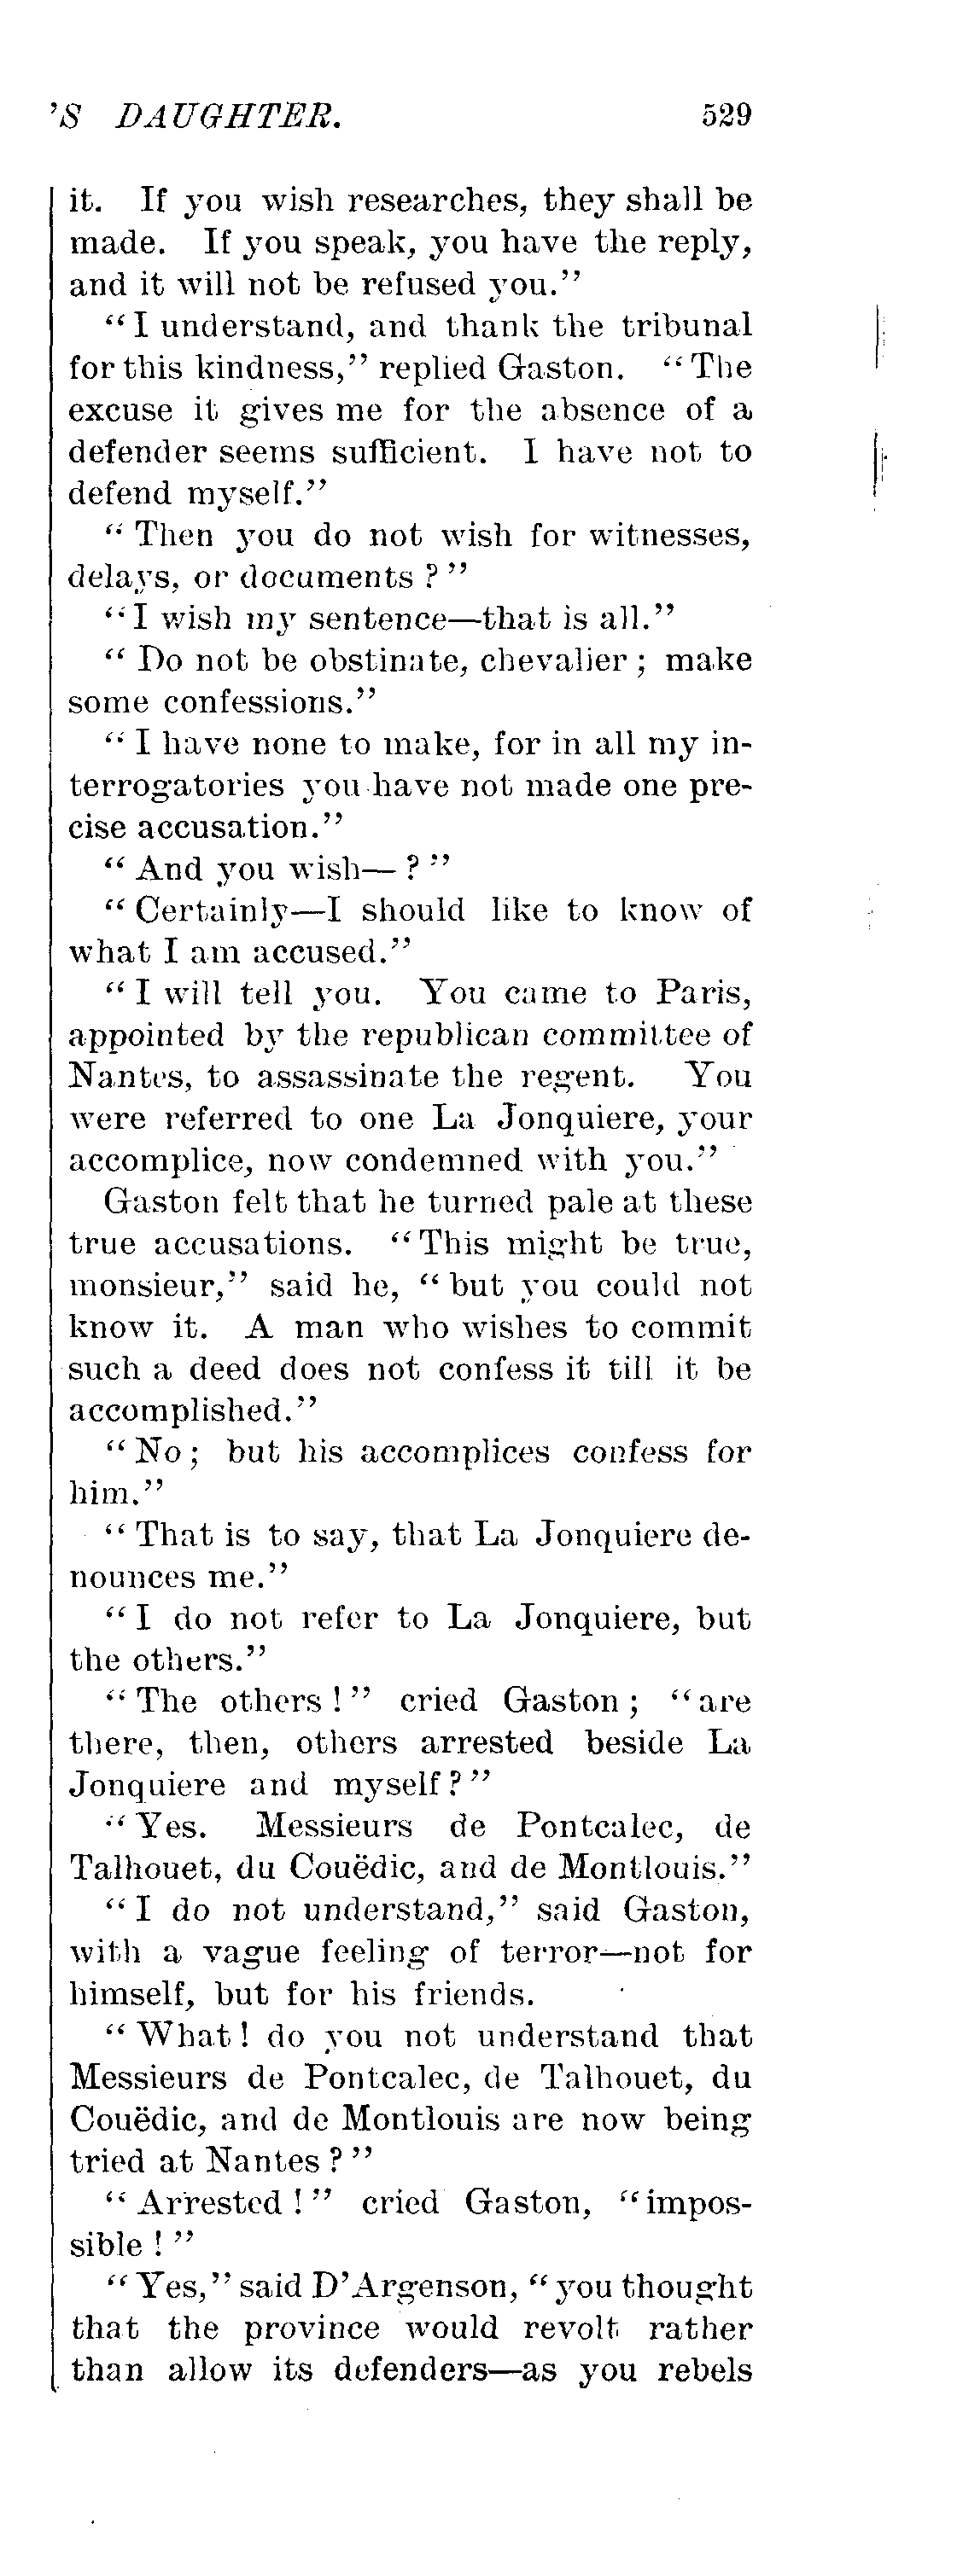 'S DAUGHTER. 529
it. If you wish researches, they shall be
made. If you speak, you have the reply,
and it will not be refused you."
"I understand, and thank the tribunal
for this kindness," replied Gaston. "The
excuse it gives me for the absence of a
defender seems sufficient. I have not to
defend myself."
"Then you do not wish for witnesses,
delays, or documents ?"
"I wish my sentence—that is all."
"Do not be obstinate, chevalier ; make
some confessions."
"I have none to make, for in all my in-
terrogatories you have not made one pre-
cise accusation."
"And you wish— ?"
"Certainly—I should like to know of
what I am accused."
"I will tell you. You came to Paris,
appointed by the republican committee of
Nantes, to assassinate the regent. You
were referred to one La Jonquiere, your
accomplice, now condemned with you."
Gaston felt that he turned pale at these
true accusations. "This might be true,
monsieur," said he, "but you could not
know it. A man who wishes to commit
such a deed does not confess it till it be
accomplished."
"No ; but his accomplices confess for
him."
"That is to say, that La Jonquiere de-
nounces me."
"I do not refer to La Jonquiere, but
the others."
"The others !" cried Gaston ; "are
there, then, others arrested beside La
Jonquiere and myself ?"
"Yes. Messieurs de Pontcalec, de
Talhouet, du Couëdic, and de Montlouis."
"I do not understand," said Gaston,
with a vague feeling of terror—not for
himself, but for his friends.
"What ! do you not understand that
Messieurs de Pontcalec, de Talhouet, du
Couëdic, and de Montlouis are now being
tried at Nantes ?"
"Arrested !" cried Gaston, "impos-
sible !"
"Yes," said D'Argenson, "you thought
that the province would revolt rather
than allow its defenders—as you rebels